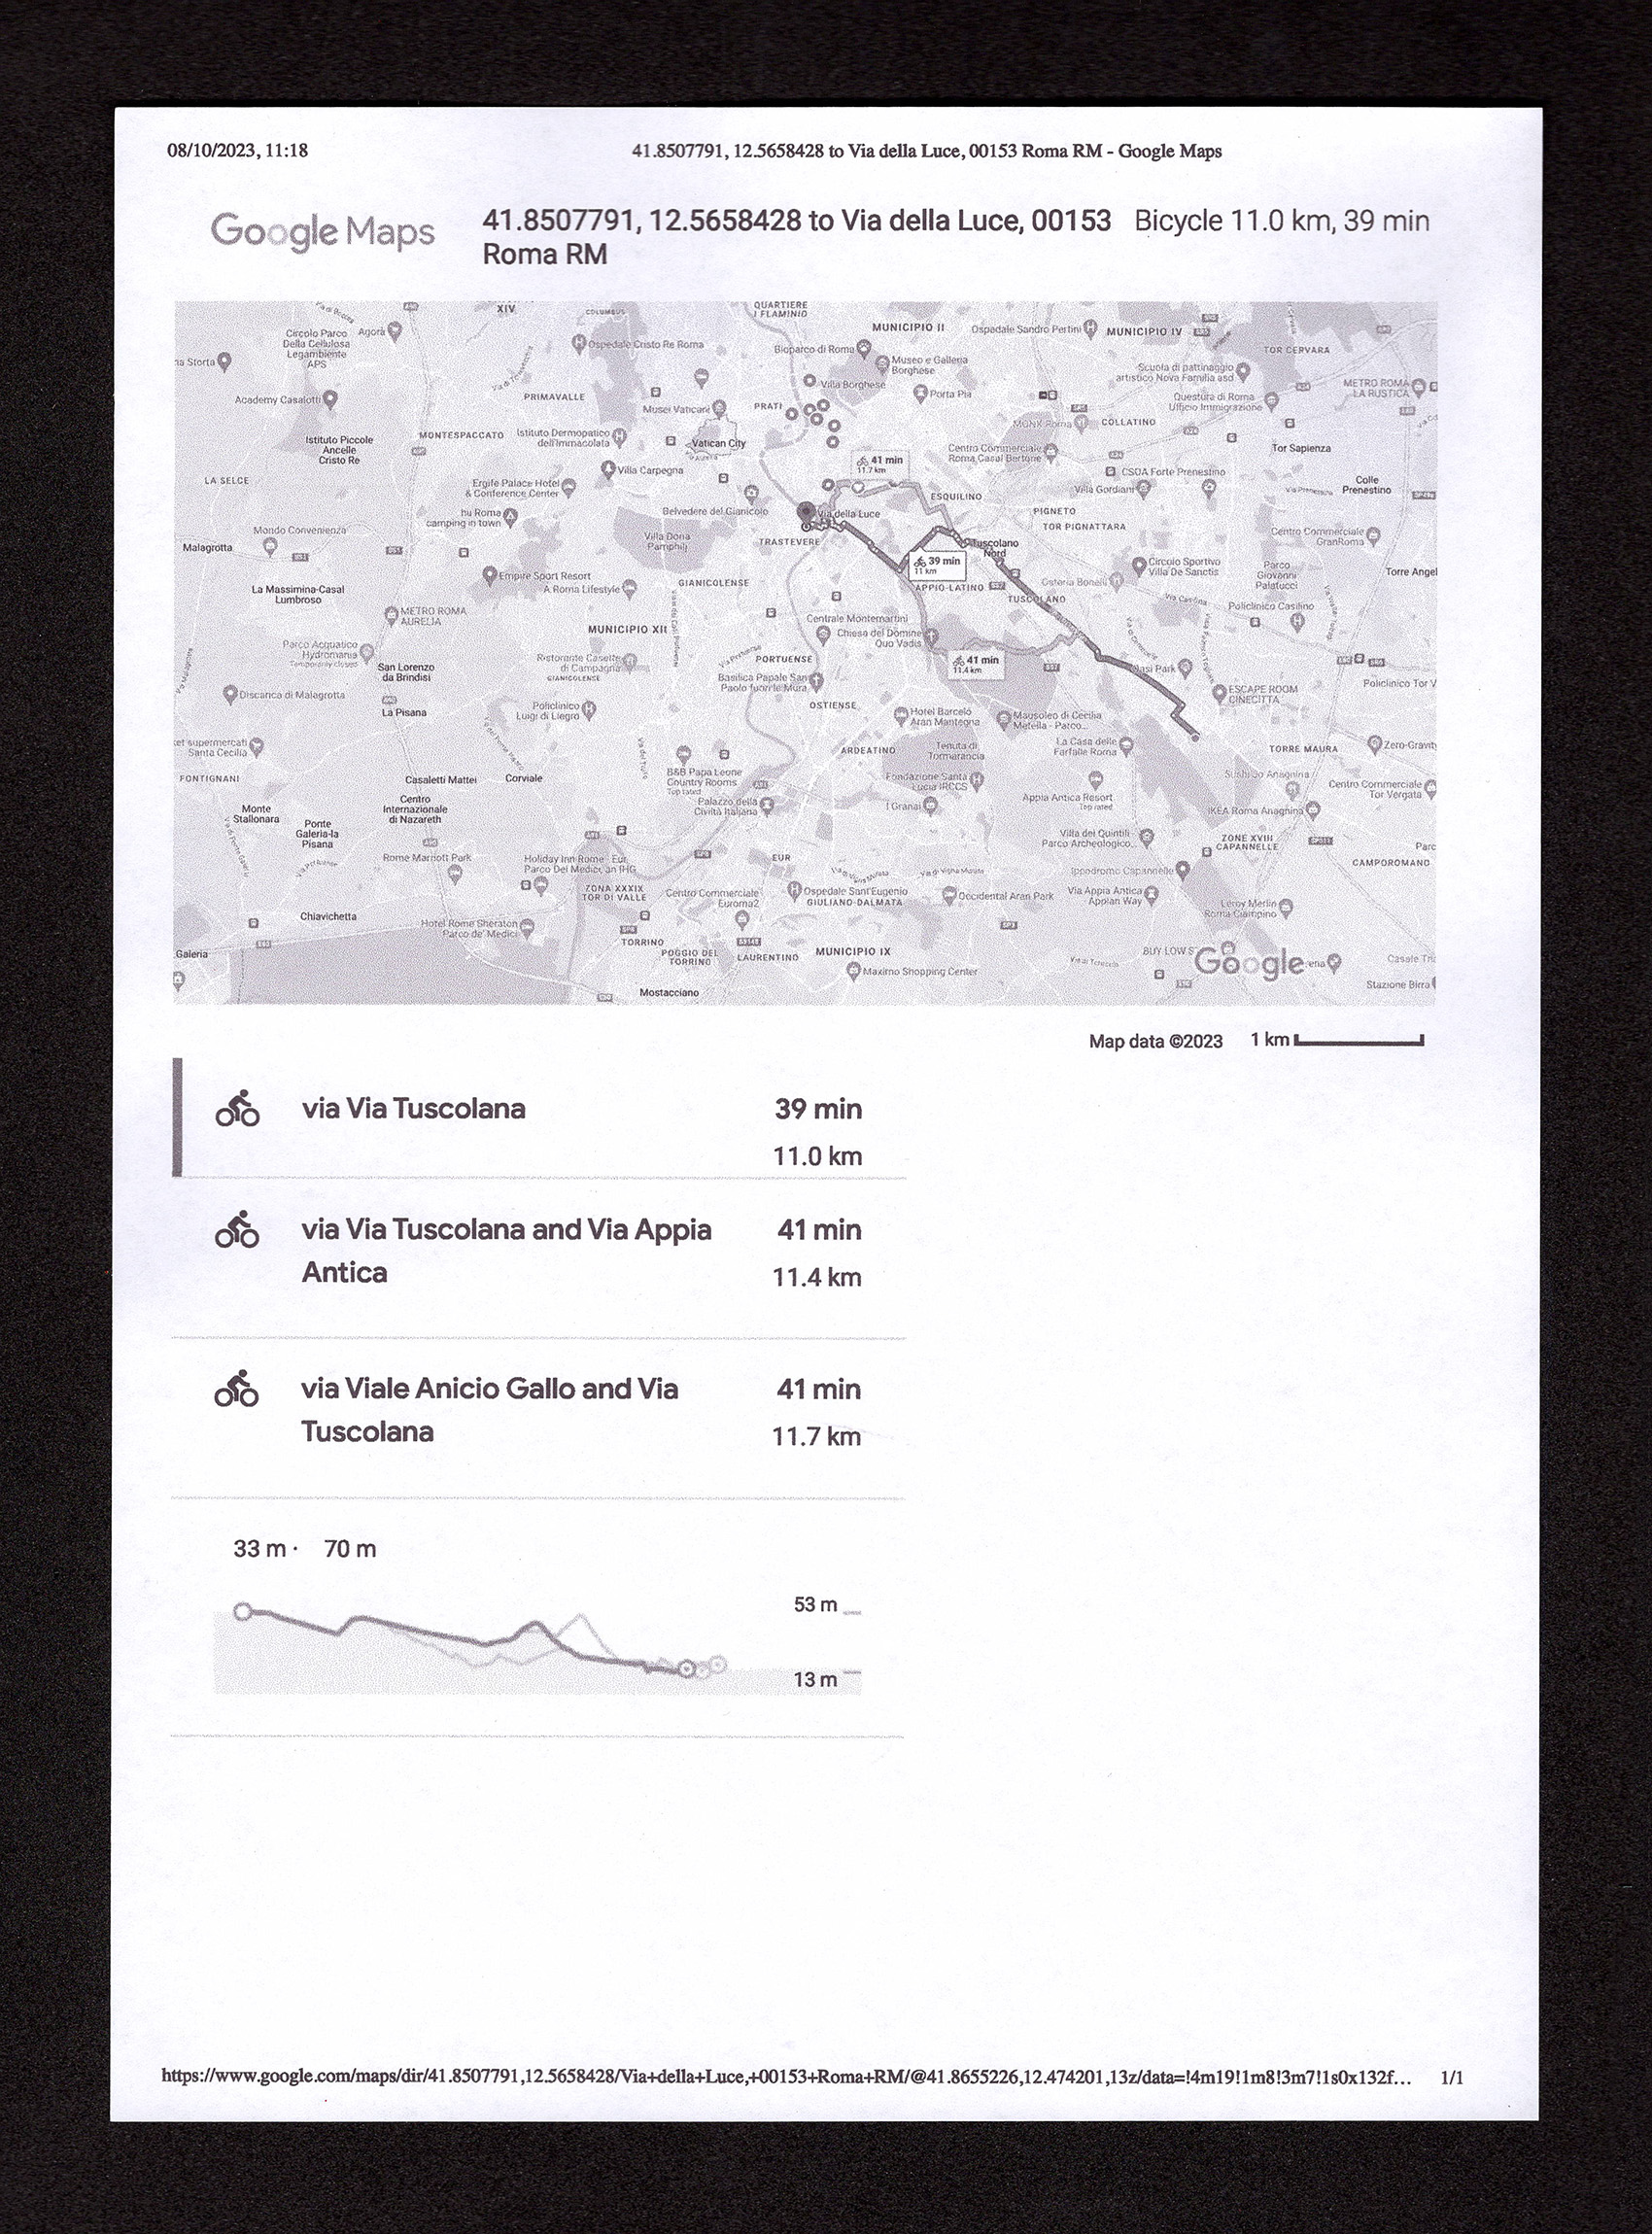 08/10/2023, 11:18
41.8507791, 12.5658428 to Via della Luce, 00153 Roma RM - Google Maps
Google Maps
41.8507791, 12.5658428 to Via della Luce, 00153
Roma RM
Bicycle 11.0 km, 39 min
XIV
COLUMBUS
QUARTIERE
I FLAMINIO
MUNICIPIO II
Ospedale Sandro Pertini
MUNICIPIO IV
TOR CERVARA
Circolo Parco
Della Cellulosa
Legambiente
APS
Agorà
Ospedale Cristo Re Roma
Bioparco di Roma
Museo e Galleria
Borghese
na Storta
Scuola di pattinaggio
artistico Nova Familia asd
METRO ROMA
LA RUSTICA
Villa Borghese
Porta Pia
Academy Casalotti
PRIMAVALLE
Musei Vaticani
PRATI
Questura di Roma
Ufficio Immigrazione
MONK Roma
COLLATINO
Istituto Piccole
Ancelle
Cristo Re
MONTESPACCATO
Istituto Dermopatico
dell'Immacolata
Vatican City
Centro Commerciale
Roma Casal Bertone
Tor Sapienza
41 min
11.7 km
Villa Carpegna
CSOA Forte Prenestino
LA SELCE
Ergife Palace Hotel
& Conference Center
ESQUILINO
Villa Gordiani
Colle
Prenestino
hu Roma
camping in town
Belvedere del Gianicolo
Via della Luce
PIGNETO
TOR PIGNATTARA
Mondo Convenienza
Malagrotta
Villa Doria
Pamphilj
TRASTEVERE
Tuscolano
Nord
Centro Commerciale
GranRoma
39 min
11 km
Circolo Sportivo
Villa De Sanctis
Parco
Giovanni
Palatucci
Torre Angel
Empire Sport Resort
A Roma Lifestyle
GIANICOLENSE
APPIO-LATINO
Osteria Bonelli
TUSCOLANO
La Massimina-Casal
Lumbroso
METRO ROMA
AURELIA
MUNICIPIO XII
Centrale Montemartini
Chiesa del Domine
Quo Vadis
Via Casilina
Policlinico Casilino
Parco Acquatico
Hydromania
Temporarily closed
San Lorenzo
da Brindisi
Ristorante Casette
di Campagna
GIANICOLENSE
PORTUENSE
41 min
11.4 km
Basilica Papale San
Paolo fuori le Mura
Oasi Park
Policlinico Tor V
Discarica di Malagrotta
La Pisana
Policlinico
Luigi di Liegro
OSTIENSE
Hotel Barceló
Aran Mantegna
Mausoleo di Cecilia
Metella - Parco...
ESCAPE ROOM
CINECITTÀ
et supermercati
Santa Cecilia
ARDEATINO
Tenuta di
Tormarancia
La Casa delle
Farfalle Roma
TORRE MAURA
Zero-Gravity
FONTIGNANI
Casaletti Mattei
Corviale
B&B Papa Leone
Country Rooms
Top rated
Fondazione Santa
Lucia IRCCS
Sushi Jo Anagnina
Monte
Stallonara
Centro
Internazionale
di Nazareth
Palazzo della
Civiltà Italiana
I Granai
Appia Antica Resort
Top rated
IKEA Roma Anagnina
Centro Commerciale
Tor Vergata
Ponte
Galeria-la
Pisana
Villa dei Quintili
Parco Archeologico...
ZONE XVIII
CAPANNELLE
Parc
CAMPOROMANO
Rome Marriott Park
Holiday Inn Rome- Eur
Parco Dei Medici, an IHG
EUR
Ippodromo Capannelle
ZONA XXXIX
TOR DI VALLE
Centro Commerciale
Euroma2
Ospedale Sant'Eugenio
GIULIANO-DALMATA
Occidental Aran Park
Via Appia Antica
Appian Way
Leroy Merlin
Roma Ciampino
Chiavichetta
Hotel Rome Sheraton
Parco de' Medici
TORRINO
Galeria
POGGIO DEL
TORRINO
LAURENTINO
MUNICIPIO IX
BUY LOW S
Google
Casale Tri
Mostacciano
Maximo Shopping Center
Stazione Birra
Map data ©2023
1 km
via Via Tuscolana
39 min
11.0 km
via Via Tuscolana and Via Appia
Antica
41 min
11.4 km
via Viale Anicio Gallo and Via
Tuscolana
41 min
11.7 km
33 m ·
70 m
53 m
13 m
https://www.google.com/maps/dir/41.8507791,12.5658428/Via+della+Luce,+00153+Roma+RM/@41.8655226,12.474201,13z/data=!4m19!1m8!3m7!1s0x132f…
1/1